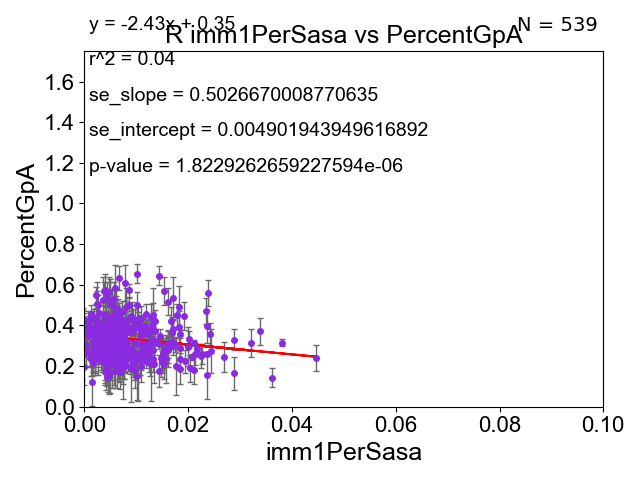 y = -2.43x + 0.35
N = 539
R imm1PerSasa vs PercentGpA
r^2 = 0.04
se_slope = 0.5026670008770635
se_intercept = 0.004901943949616892
p-value = 1.8229262659227594e-06
1.6
1.4
1.2
1.0
0.8
0.6
0.4
0.2
0.0
PercentGpA
0.00 0.02 0.04 0.06 0.08 0.10
imm1PerSasa